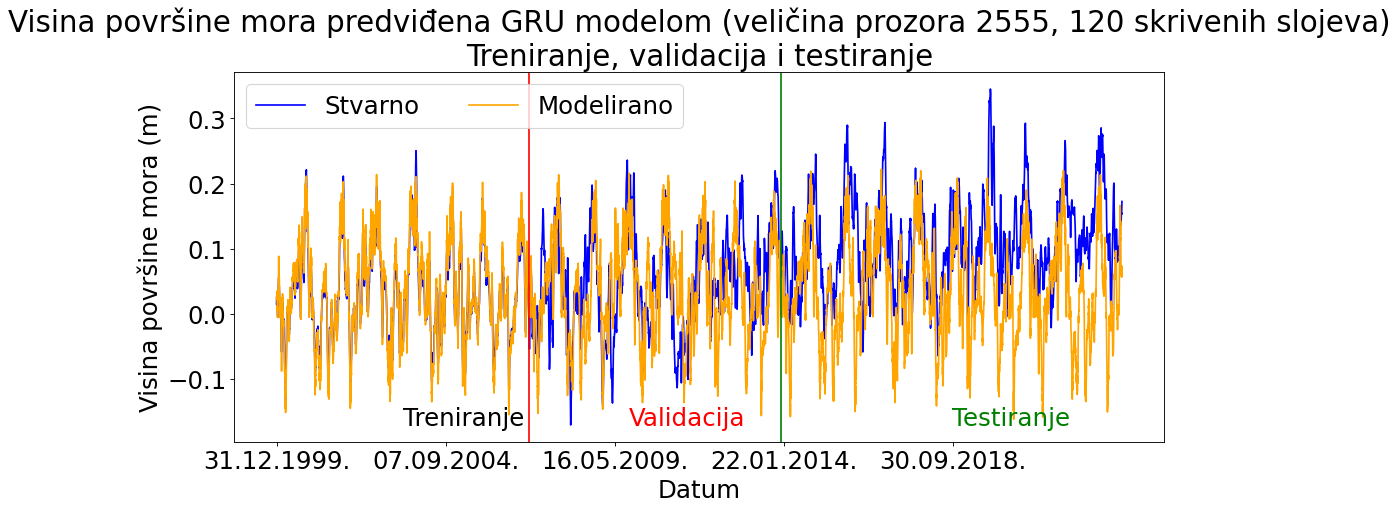 Visina površine mora predviđena GRU modelom (veličina prozora 2555, 120 skrivenih slojeva)
Treniranje, validacija i testiranje
Stvarno Modelirano
Visina površine mora (m)
0.3
0.2
0.1
0.0
−0.1
Treniranje Validacija Testiranje
31.12.1999. 07.09.2004. 16.05.2009. 22.01.2014. 30.09.2018.
Datum